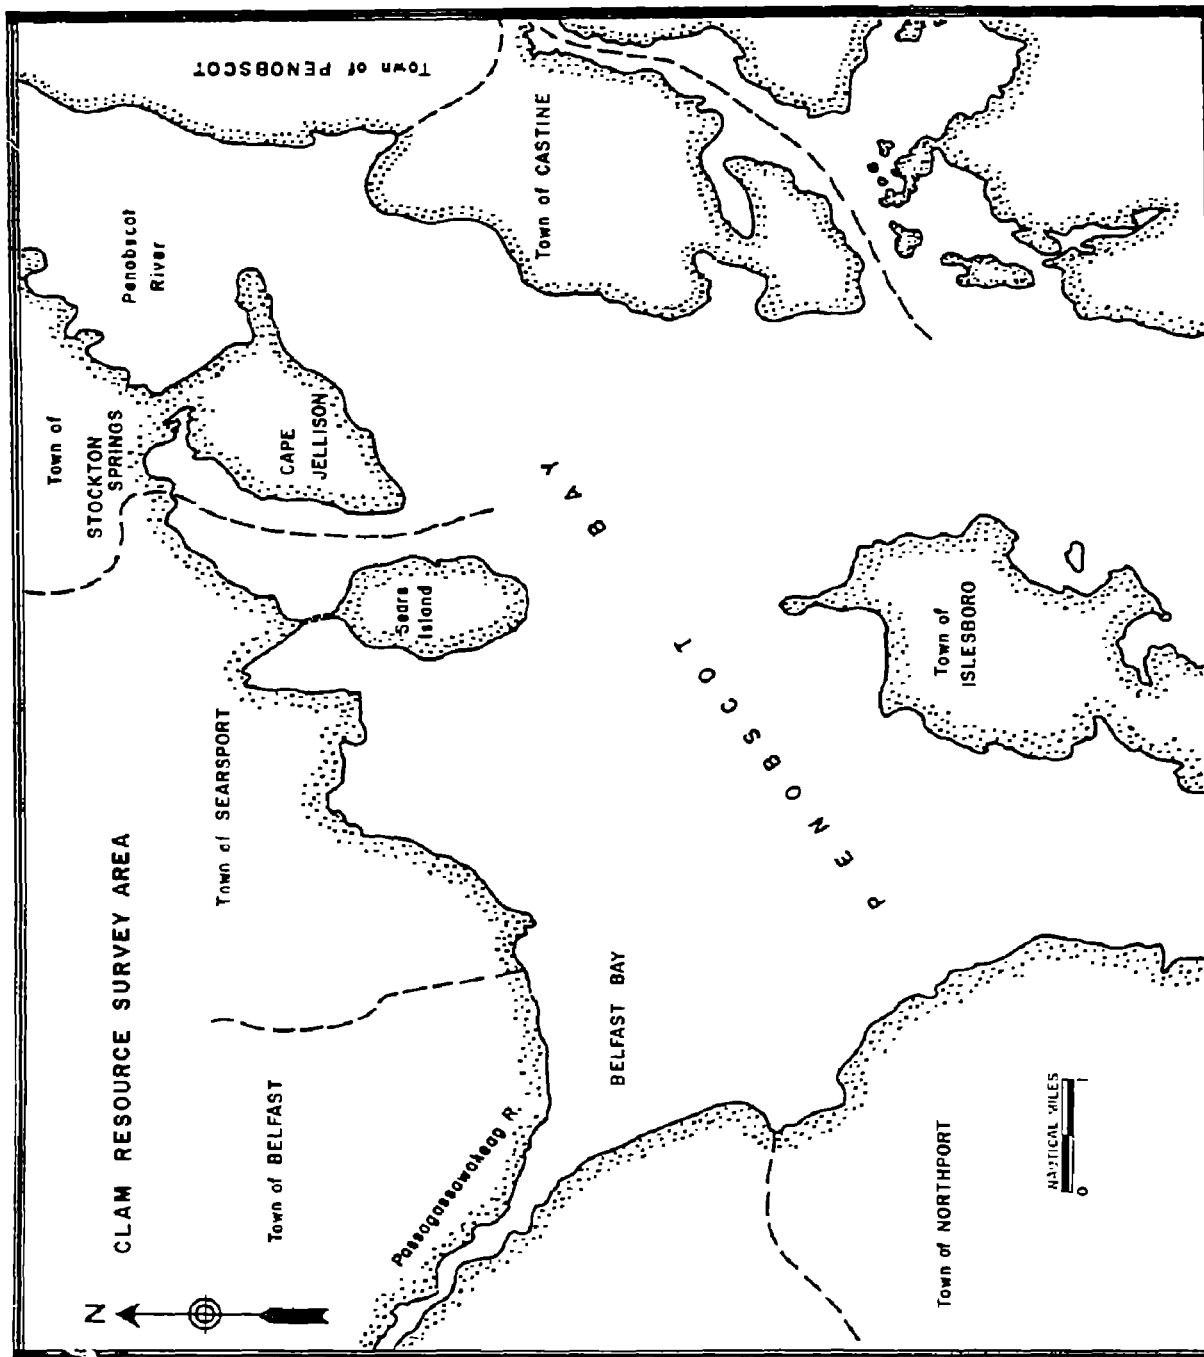 CLAM RESOURCE SURVEY AREA
N
Town of BELFAST
Passagassawakeag R.
Town of SEARSPORT
Town of
STOCKTON
SPRINGS
Penobscot
River
Town of PENOBSCOT
CAPE
JELLISON
Sears
Island
Town of CASTINE
BELFAST BAY
PENOBSCOT BAY
Town of
ISLESBORO
Town of NORTHPORT
NAUTICAL MILES
0 1